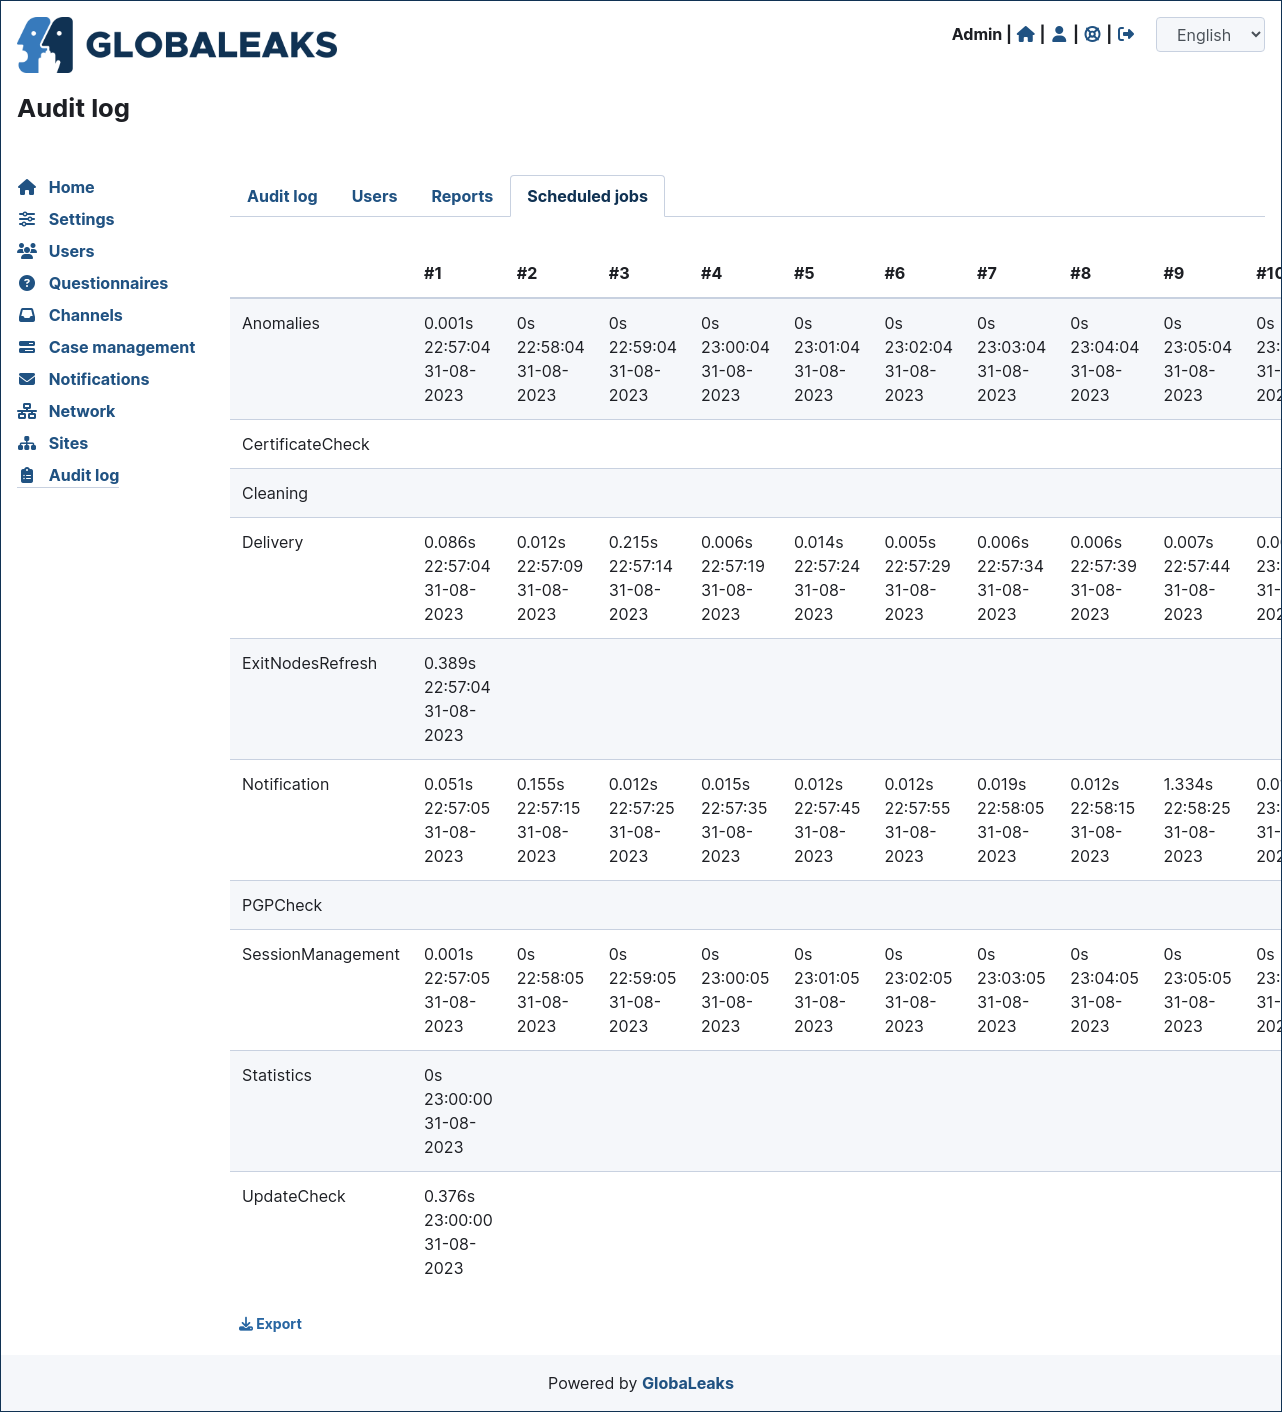 GLOBALEAKS
Admin | | | |
English
Audit log
Home
Settings
Users
Questionnaires
Channels
Case management
Notifications
Network
Sites
Audit log
Audit log Users Reports Scheduled jobs
#1 #2 #3 #4 #5 #6 #7 #8 #9 #10
Anomalies 0.001s 0s 0s 0s 0s 0s 0s 0s 0s 0s
22:57:04 22:58:04 22:59:04 23:00:04 23:01:04 23:02:04 23:03:04 23:04:04 23:05:04 23:
31-08- 31-08- 31-08- 31-08- 31-08- 31-08- 31-08- 31-08- 31-08- 31-
2023 2023 2023 2023 2023 2023 2023 2023 2023 202
CertificateCheck
Cleaning
Delivery 0.086s 0.012s 0.215s 0.006s 0.014s 0.005s 0.006s 0.006s 0.007s 0.0
22:57:04 22:57:09 22:57:14 22:57:19 22:57:24 22:57:29 22:57:34 22:57:39 22:57:44 23:
31-08- 31-08- 31-08- 31-08- 31-08- 31-08- 31-08- 31-08- 31-08- 31-
2023 2023 2023 2023 2023 2023 2023 2023 2023 202
ExitNodesRefresh 0.389s
22:57:04
31-08-
2023
Notification 0.051s 0.155s 0.012s 0.015s 0.012s 0.012s 0.019s 0.012s 1.334s 0.0
22:57:05 22:57:15 22:57:25 22:57:35 22:57:45 22:57:55 22:58:05 22:58:15 22:58:25 23:
31-08- 31-08- 31-08- 31-08- 31-08- 31-08- 31-08- 31-08- 31-08- 31-
2023 2023 2023 2023 2023 2023 2023 2023 2023 202
PGPCheck
SessionManagement 0.001s 0s 0s 0s 0s 0s 0s 0s 0s 0s
22:57:05 22:58:05 22:59:05 23:00:05 23:01:05 23:02:05 23:03:05 23:04:05 23:05:05 23:
31-08- 31-08- 31-08- 31-08- 31-08- 31-08- 31-08- 31-08- 31-08- 31-
2023 2023 2023 2023 2023 2023 2023 2023 2023 202
Statistics 0s
23:00:00
31-08-
2023
UpdateCheck 0.376s
23:00:00
31-08-
2023
Export
Powered by GlobaLeaks